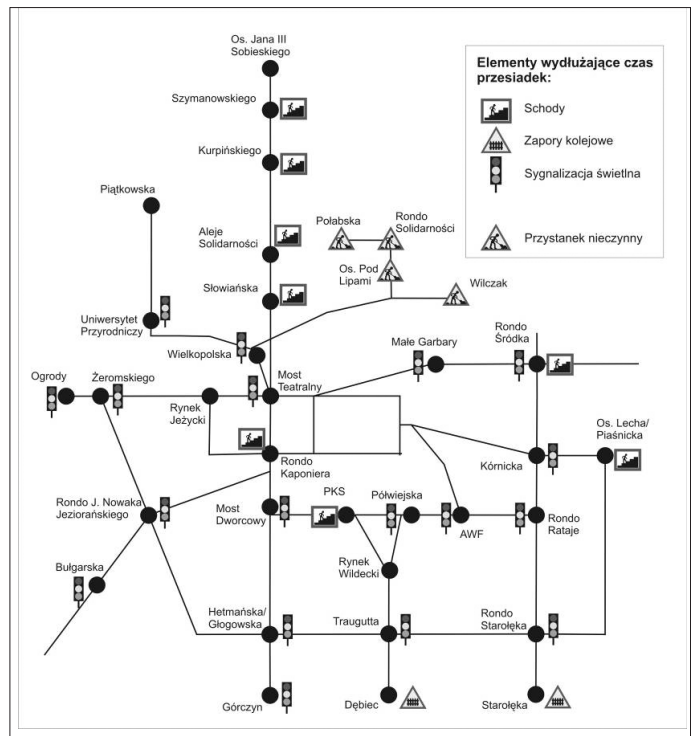 Os. Jana III
Sobieskiego
Szymanowskiego
Kurpińskiego
Piątkowska
Aleje
Solidarności
Słowiańska
Połabska
Rondo
Solidarności
Os. Pod
Lipami
Wilczak
Uniwersytet
Przyrodniczy
Wielkopolska
Małe Garbary
Rondo
Śródka
Ogrody
Żeromskiego
Rynek
Jeżycki
Most
Teatralny
Os. Lecha/
Piaśnicka
Rondo
Kaponiera
Kórnicka
Rondo J. Nowaka
Jeziorańskiego
Most
Dworcowy
PKS
Półwiejska
AWF
Rondo
Rataje
Bułgarska
Rynek
Wildecki
Hetmańska/
Głogowska
Traugutta
Rondo
Starołęka
Górczyn
Dębiec
Starołęka
Elementy wydłużające czas
przesiadek:
Schody
Zapory kolejowe
Sygnalizacja świetlna
Przystanek nieczynny